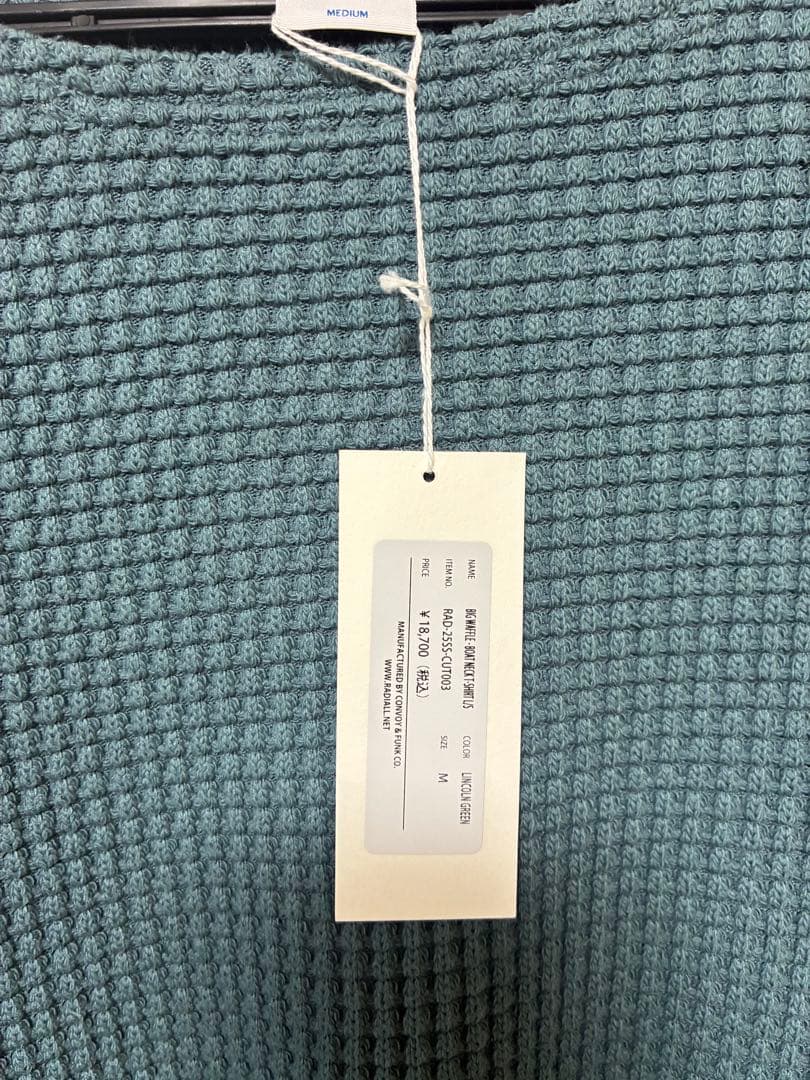 MEDIUM
NAME BIG WAFFLE - BOAT NECK T-SHIRT L/S COLOR LINCOLN GREEN
ITEM NO. RAD-25SS-CUT003 SIZE M
PRICE ¥18,700（税込）
MANUFACTURED BY CONVOY & FUNK CO.
WWW.RADIALL.NET